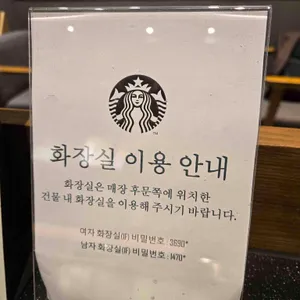 화장실 이용 안내
화장실은 매장 후문쪽에 위치한
건물 내 화장실을 이용해 주시기 바랍니다.
여자 화장실(1F) 비밀번호 : 3690*
남자 화장실(1F) 비밀번호 : 1470*